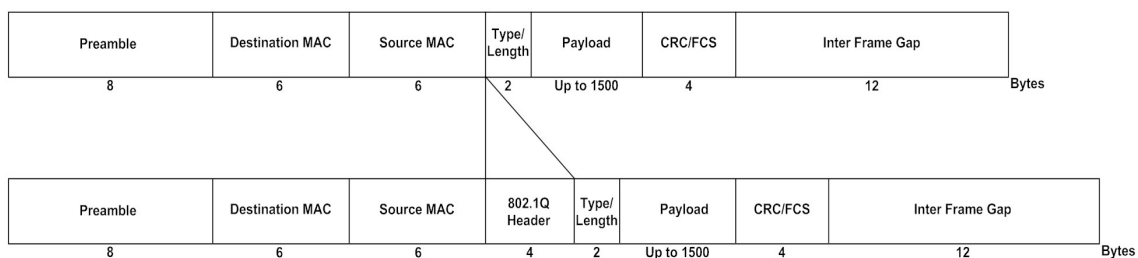 Preamble
Destination MAC
Source MAC
Type/
Length
Payload
CRC/FCS
Inter Frame Gap
8
6
6
2
Up to 1500
4
12
Bytes
Preamble
Destination MAC
Source MAC
802.1Q
Header
Type/
Length
Payload
CRC/FCS
Inter Frame Gap
8
6
6
4
2
Up to 1500
4
12
Bytes